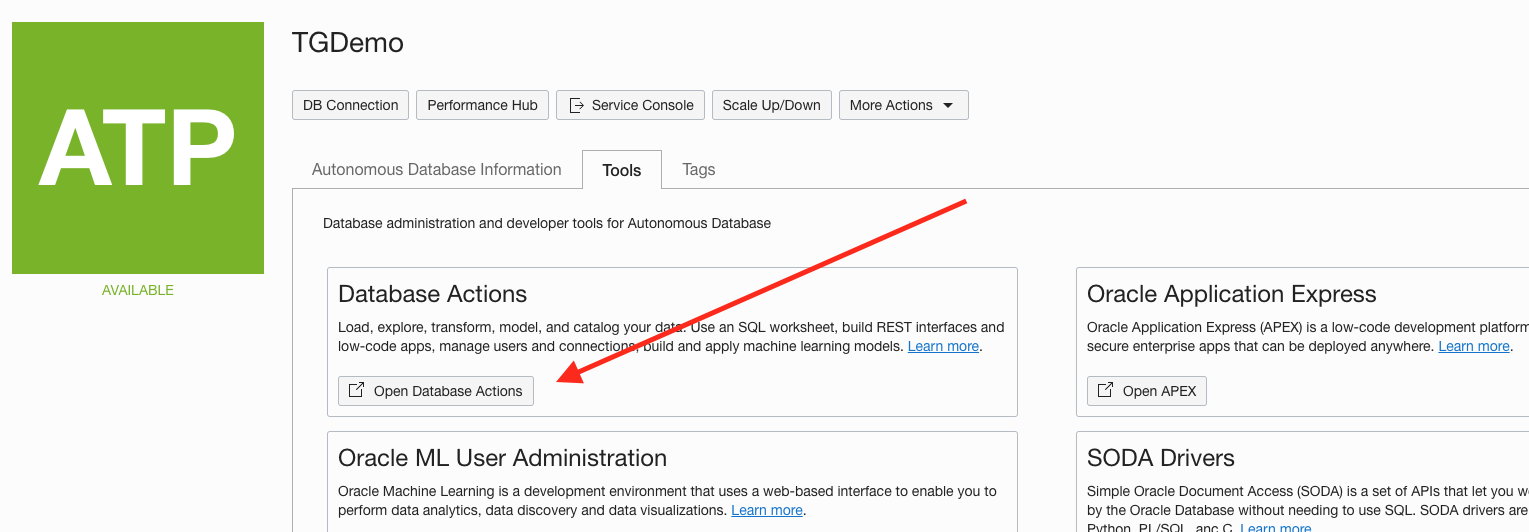 ATP
AVAILABLE
TGDemo
DB Connection
Performance Hub
Service Console
Scale Up/Down
More Actions
Autonomous Database Information
Tools
Tags
Database administration and developer tools for Autonomous Database
Database Actions
Load, explore, transform, model, and catalog your data. Use an SQL worksheet, build REST interfaces and
low-code apps, manage users and connections, build and apply machine learning models. Learn more.
Open Database Actions
Oracle Application Express
Oracle Application Express (APEX) is a low-code development platform
secure enterprise apps that can be deployed anywhere. Learn more.
Open APEX
Oracle ML User Administration
Oracle Machine Learning is a development environment that uses a web-based interface to enable you to
perform data analytics, data discovery and data visualizations. Learn more.
SODA Drivers
Simple Oracle Document Access (SODA) is a set of APIs that let you
by the Oracle Database without needing to use SQL. SODA drivers are
Python, PL/SQL, and C. Learn more